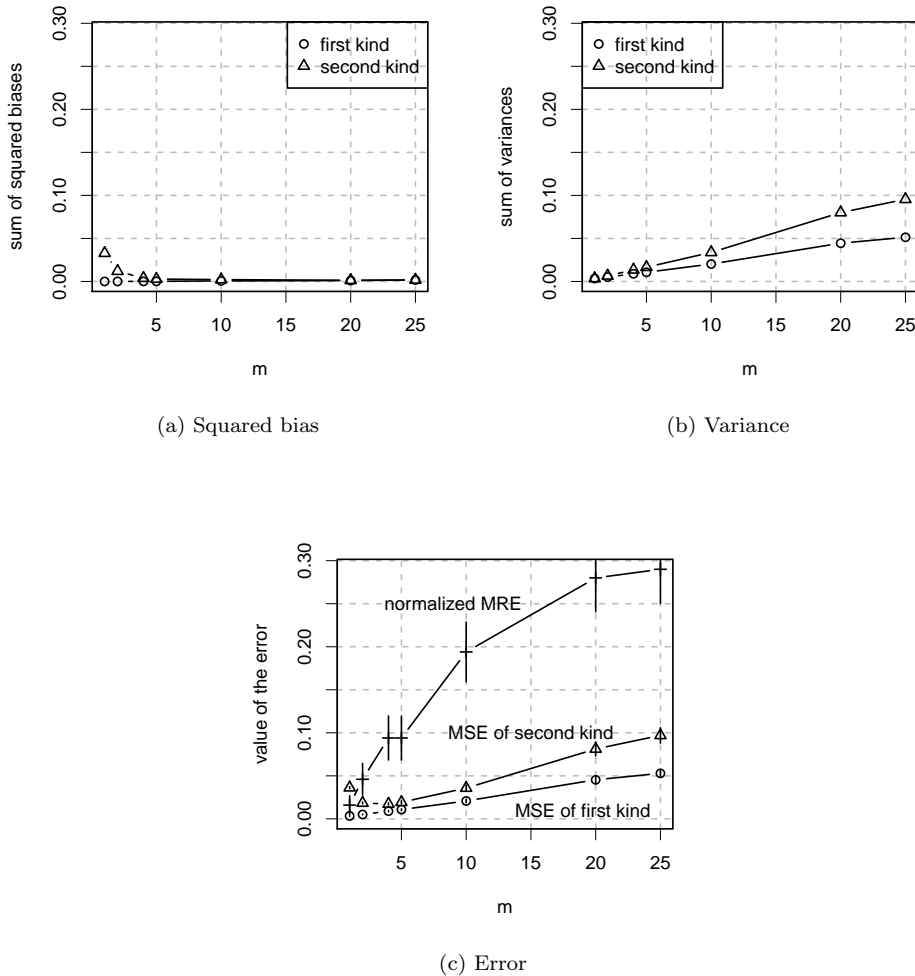 0.00 0.10 0.20 0.30
sum of squared biases
first kind
second kind
5 10 15 20 25
m
(a) Squared bias
0.00 0.10 0.20 0.30
sum of variances
first kind
second kind
5 10 15 20 25
m
(b) Variance
0.00 0.10 0.20 0.30
value of the error
normalized MRE
MSE of second kind
MSE of first kind
5 10 15 20 25
m
(c) Error